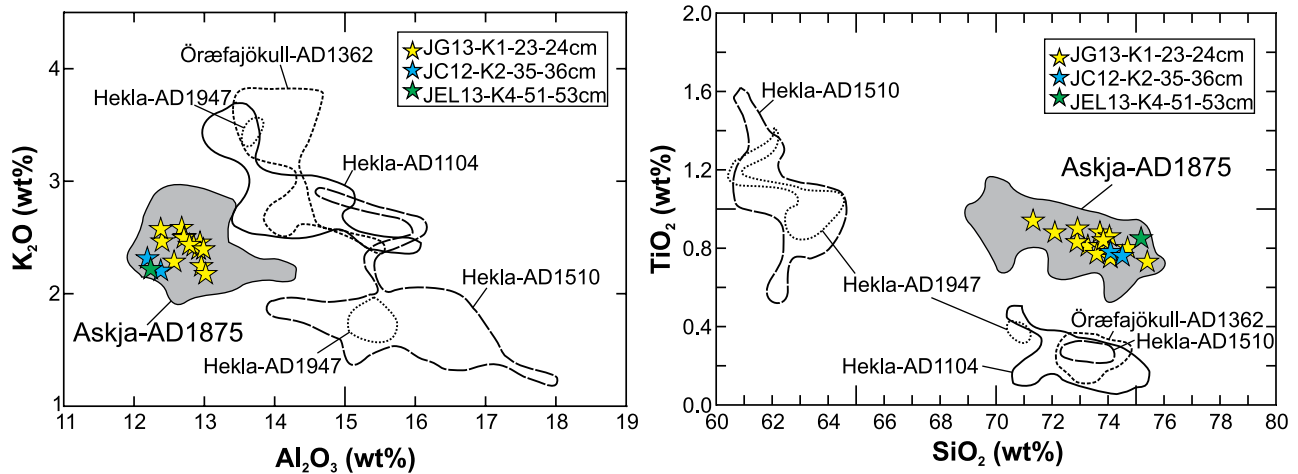 4
3
2
1
K₂O (wt%)
11 12 13 14 15 16 17 18 19
Al₂O₃ (wt%)
Öræfajökull-AD1362
Hekla-AD1947
Hekla-AD1104
Hekla-AD1510
Askja-AD1875
Hekla-AD1947
JG13-K1-23-24cm
JC12-K2-35-36cm
JEL13-K4-51-53cm
2.0
1.6
1.2
0.8
0.4
0.0
TiO₂ (wt%)
60 62 64 66 68 70 72 74 76 78 80
SiO₂ (wt%)
JG13-K1-23-24cm
JC12-K2-35-36cm
JEL13-K4-51-53cm
Hekla-AD1510
Askja-AD1875
Hekla-AD1947
Öræfajökull-AD1362
Hekla-AD1510
Hekla-AD1104